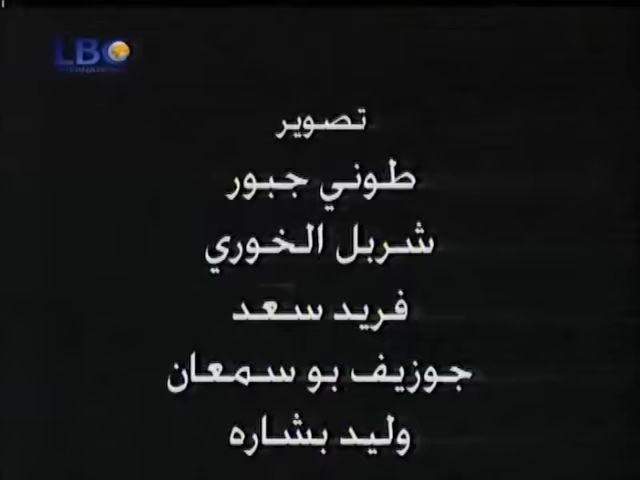 LBC
تصوير
طوني جبور
شربل الخوري
فريد سعد
جوزيف بو سمعان
وليد بشاره